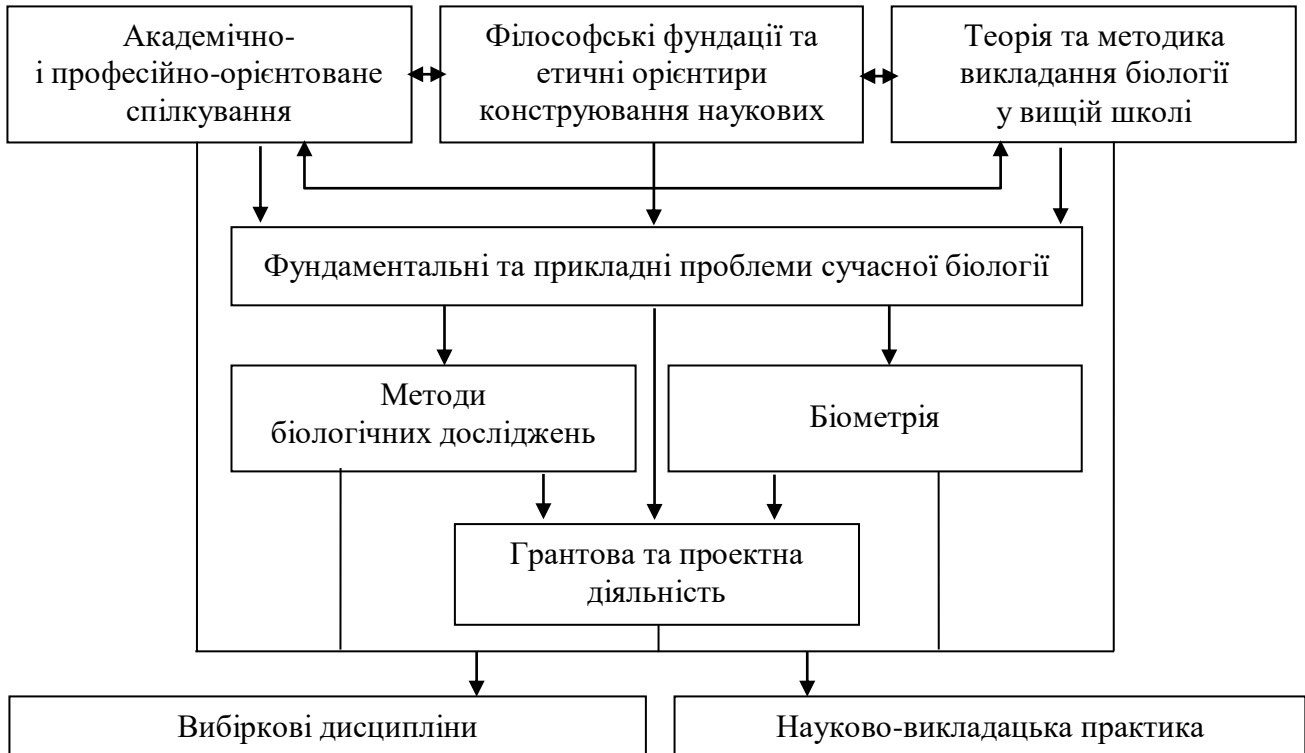 Академічно-
і професійно-орієнтоване
спілкування
Філософські фундації та
етичні орієнтири
конструювання наукових
Теорія та методика
викладання біології
у вищій школі
Фундаментальні та прикладні проблеми сучасної біології
Методи
біологічних досліджень
Біометрія
Грантова та проектна
діяльність
Вибіркові дисципліни
Науково-викладацька практика